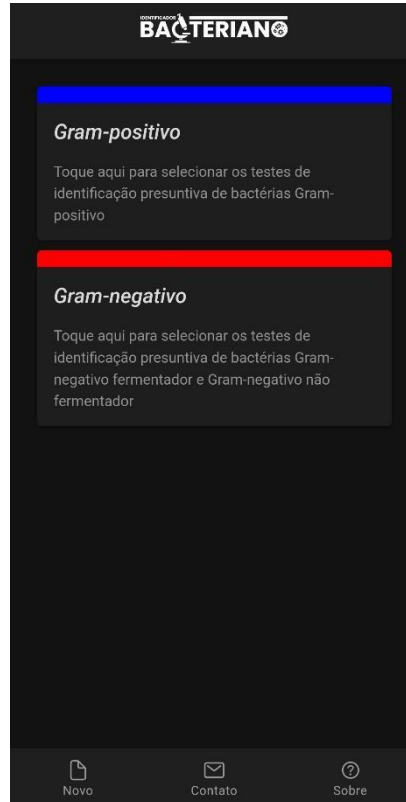 IDENTIFICADOR
BACTERIANO
Gram-positivo
Toque aqui para selecionar os testes de
identificação presuntiva de bactérias Gram-
positivo
Gram-negativo
Toque aqui para selecionar os testes de
identificação presuntiva de bactérias Gram-
negativo fermentador e Gram-negativo não
fermentador
Novo
Contato
Sobre